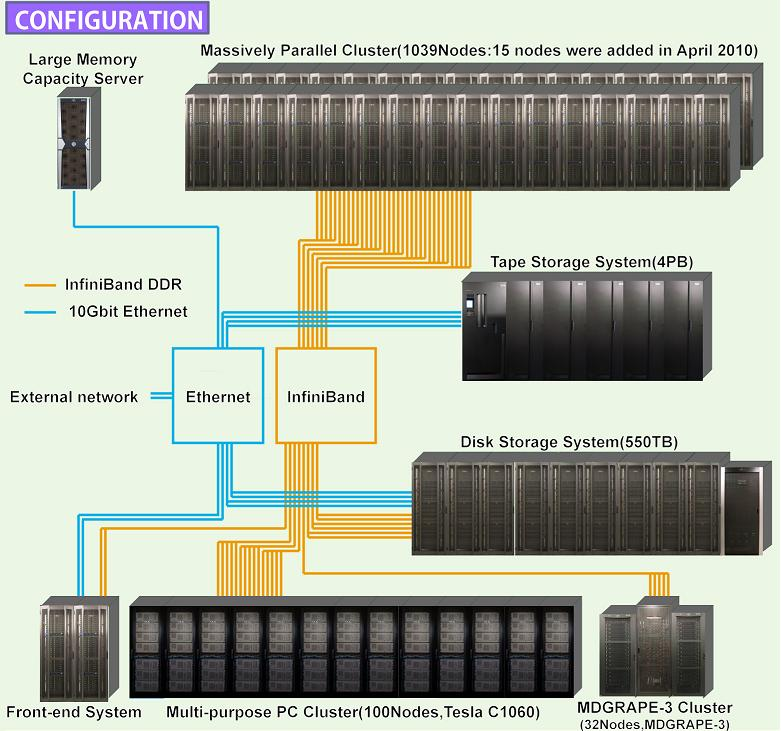 CONFIGURATION
Large Memory
Capacity Server
Massively Parallel Cluster(1039Nodes:15 nodes were added in April 2010)
InfiniBand DDR
10Gbit Ethernet
Tape Storage System(4PB)
External network
Ethernet
InfiniBand
Disk Storage System(550TB)
Front-end System
Multi-purpose PC Cluster(100Nodes,Tesla C1060)
MDGRAPE-3 Cluster
(32Nodes,MDGRAPE-3)